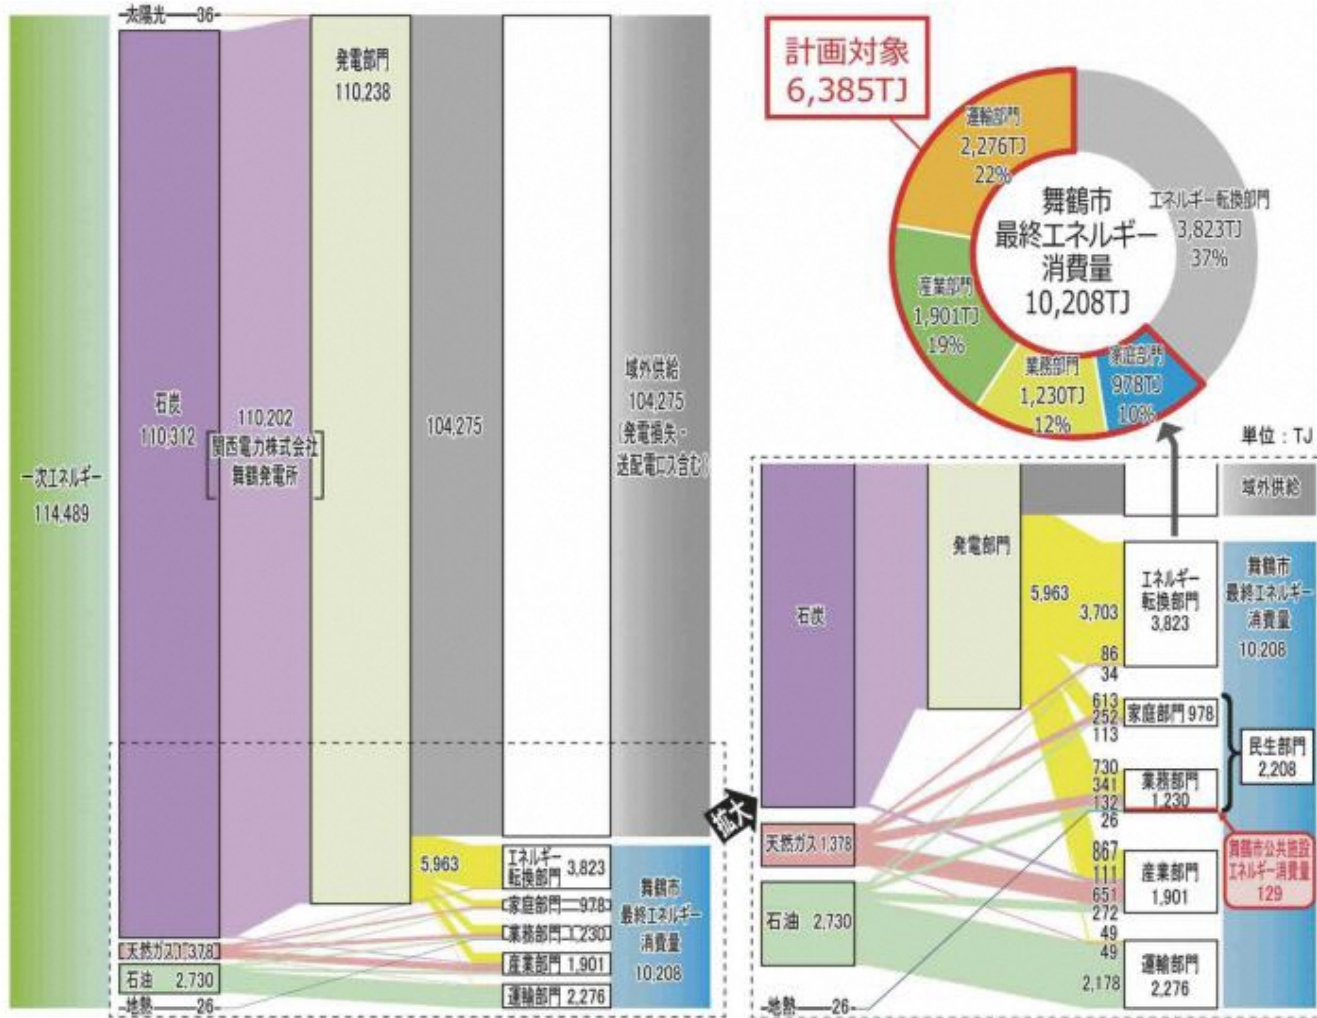 太陽光 36
一次エネルギー
114,489
石炭
110,312
110,202
関西電力株式会社
舞鶴発電所
発電部門
110,238
104,275
域外供給
104,275
(発電損失・
送配電ロス含む)
5,963
エネルギー
転換部門 3,823
家庭部門 978
業務部門 1,230
産業部門 1,901
運輸部門 2,276
舞鶴市
最終エネルギー
消費量
10,208
天然ガス 1,378
石油 2,730
地熱 26
拡大
計画対象
6,385TJ
運輸部門
2,276TJ
22%
産業部門
1,901TJ
19%
業務部門
1,230TJ
12%
家庭部門
978TJ
10%
エネルギー転換部門
3,823TJ
37%
舞鶴市
最終エネルギー
消費量
10,208TJ
単位:TJ
石炭
発電部門
域外供給
5,963
3,703
86
34
エネルギー
転換部門
3,823
613
252
113
家庭部門 978
730
341
132
26
業務部門
1,230
民生部門
2,208
舞鶴市公共施設
エネルギー消費量
129
867
111
651
272
産業部門
1,901
49
49
2,178
運輸部門
2,276
舞鶴市
最終エネルギー
消費量
10,208
天然ガス 1,378
石油 2,730
地熱 26